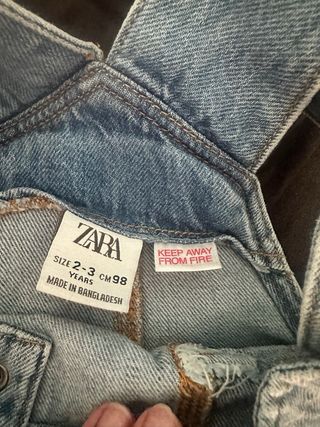 ZARA
SIZE 2-3 CM 98
YEARS
MADE IN BANGLADESH
KEEP AWAY
FROM FIRE